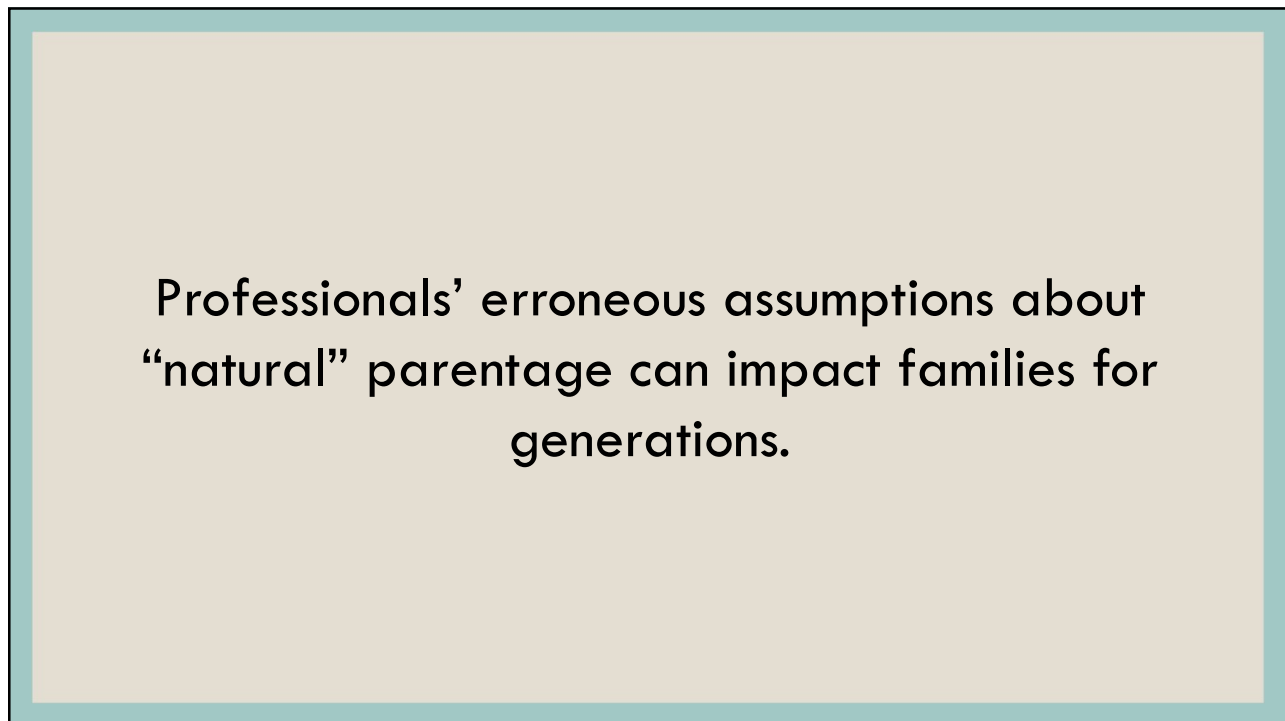 Professionals’ erroneous assumptions about
“natural” parentage can impact families for
generations.